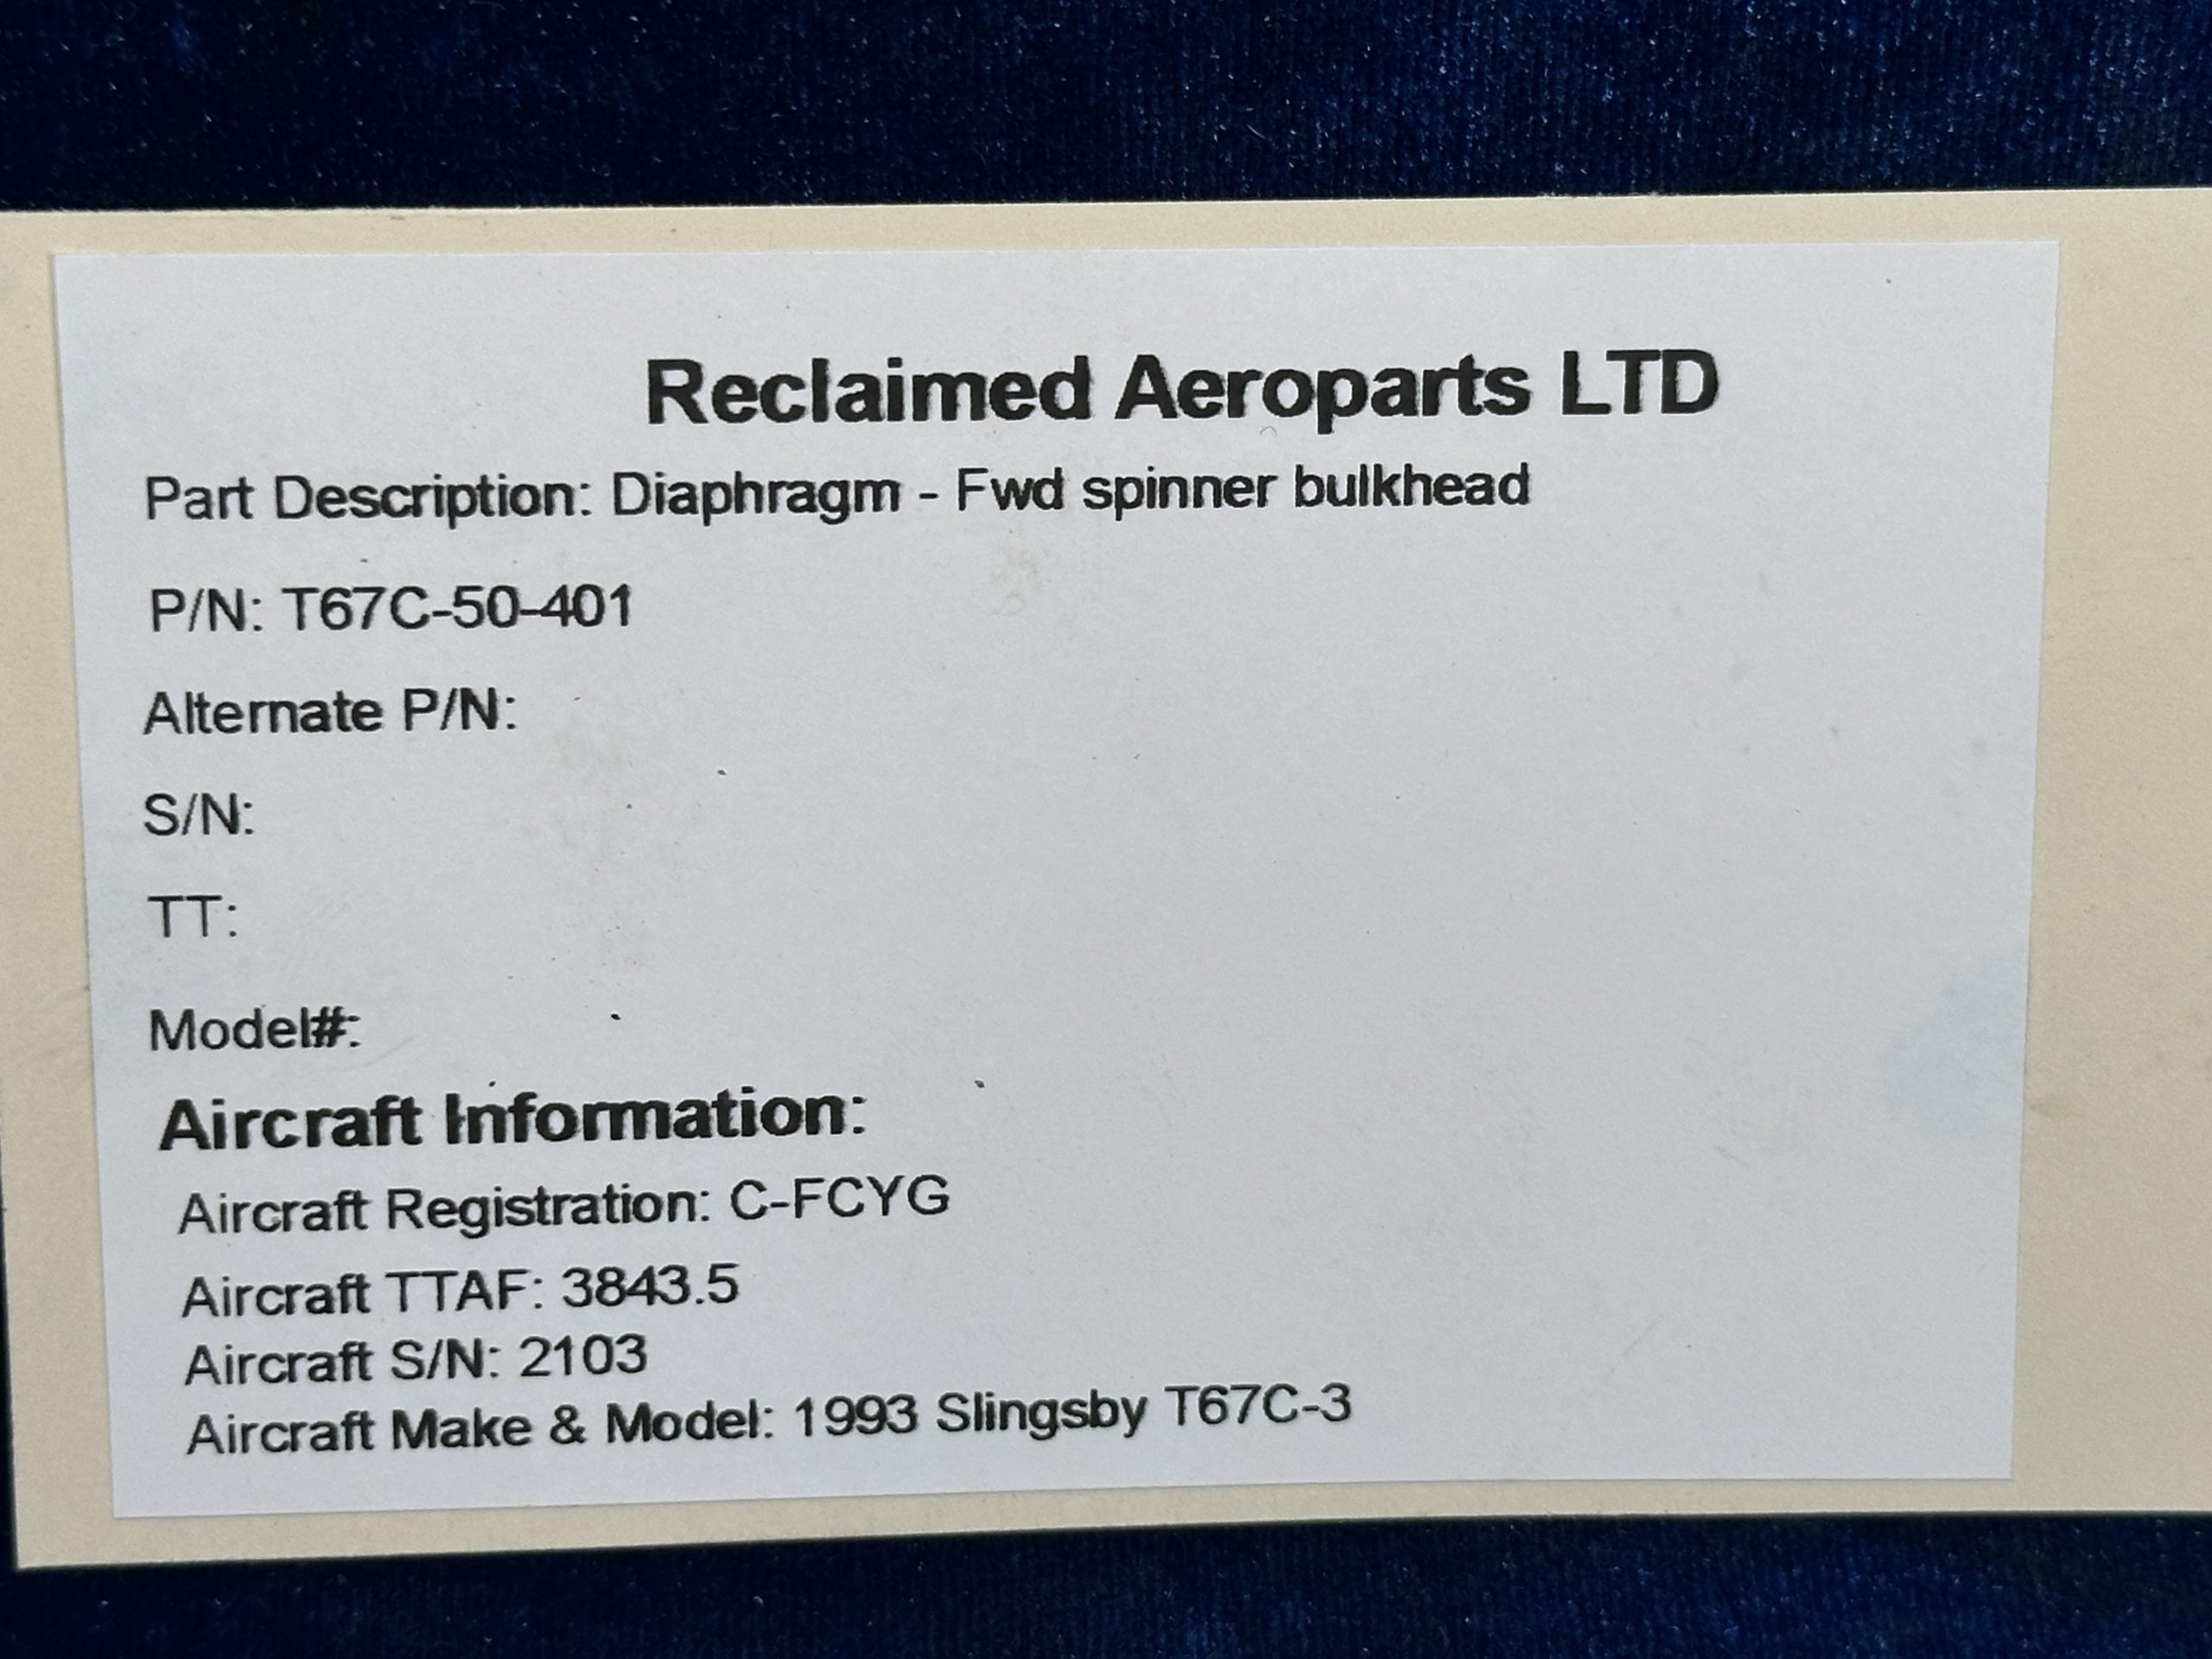 Reclaimed Aeroparts LTD
Part Description: Diaphragm - Fwd spinner bulkhead
P/N: T67C-50-401
Alternate P/N:
S/N:
TT:
Model#:
Aircraft Information:
Aircraft Registration: C-FCYG
Aircraft TTAF: 3843.5
Aircraft S/N: 2103
Aircraft Make & Model: 1993 Slingsby T67C-3